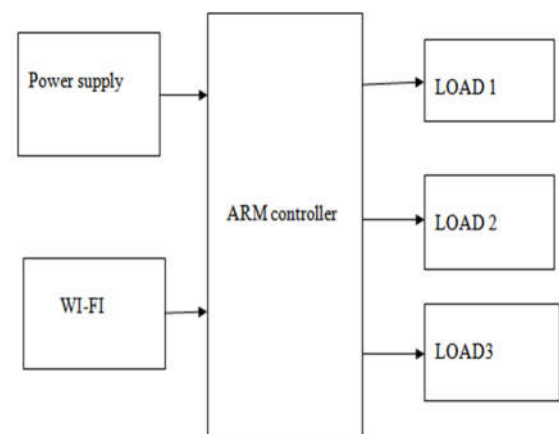 Power supply
WI-FI
ARM controller
LOAD 1
LOAD 2
LOAD3